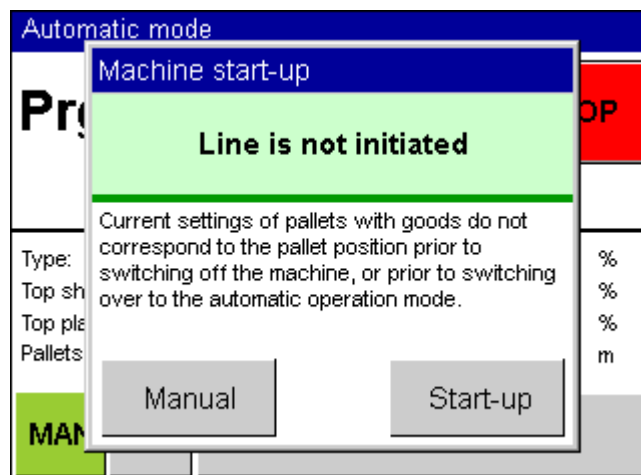 Automatic mode
Machine start-up
Line is not initiated
Current settings of pallets with goods do not
correspond to the pallet position prior to
switching off the machine, or prior to switching
over to the automatic operation mode.
Type:
%
Top sh
%
Top pla
%
Pallets
m
Manual
Start-up
MAN